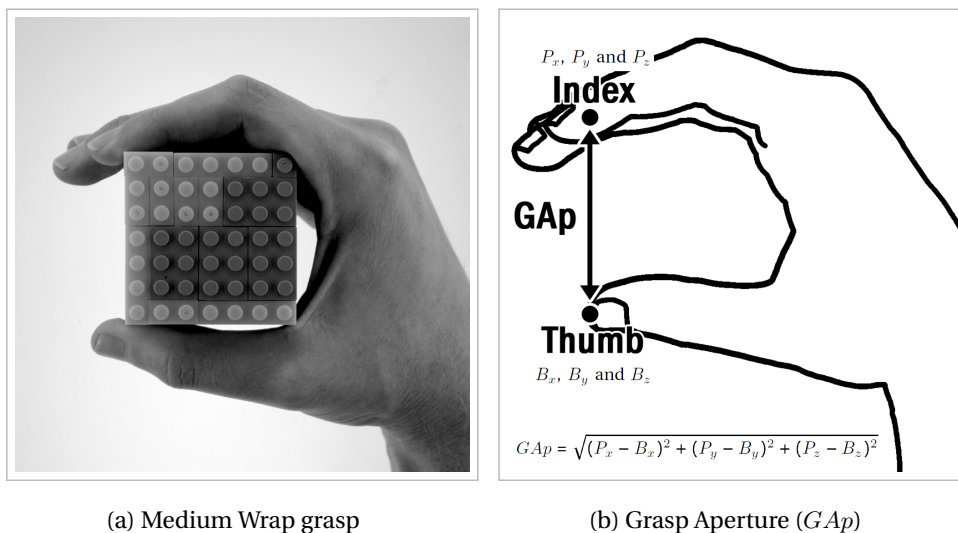 P_x, P_y and P_z
Index
GAp
Thumb
B_x, B_y and B_z
GAp = √(P_x − B_x)² + (P_y − B_y)² + (P_z − B_z)²
(a) Medium Wrap grasp
(b) Grasp Aperture (GAp)